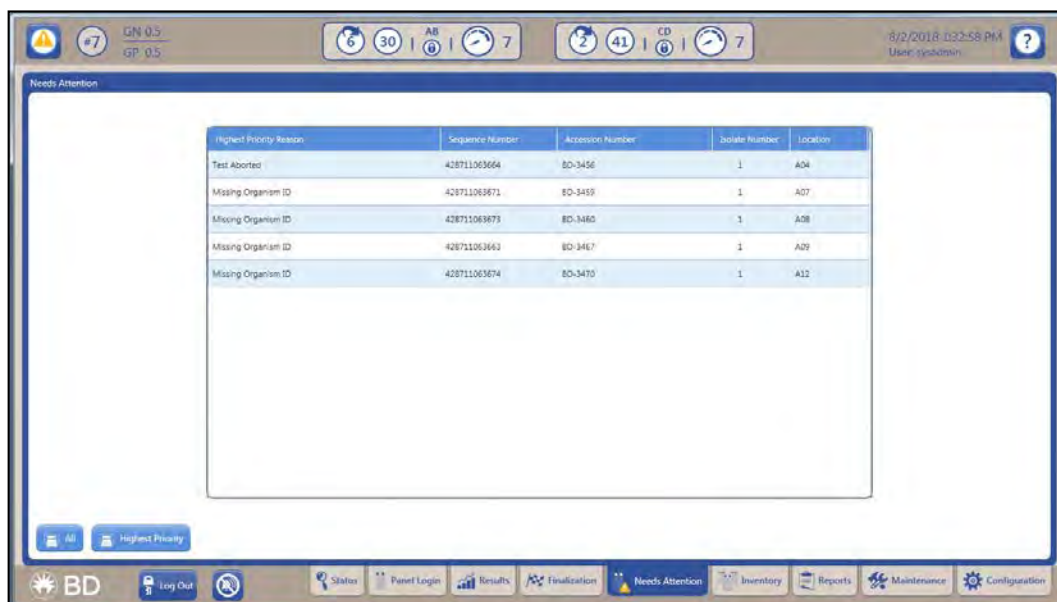 #7
GN 0.5
GP 0.5
6 30 AB 7
2 41 CD 7
8/2/2018 1:32:58 PM
User: sysadmin
?
Needs Attention
Highest Priority Reason Sequence Number Accession Number Isolate Number Location
Test Aborted 428711063664 BD-3456 1 A04
Missing Organism ID 428711063671 BD-3459 1 A07
Missing Organism ID 428711063673 BD-3460 1 A08
Missing Organism ID 428711063663 BD-3467 1 A09
Missing Organism ID 428711063674 BD-3470 1 A12
All Highest Priority
BD Log Out Status Panel Login Results Finalization Needs Attention Inventory Reports Maintenance Configuration